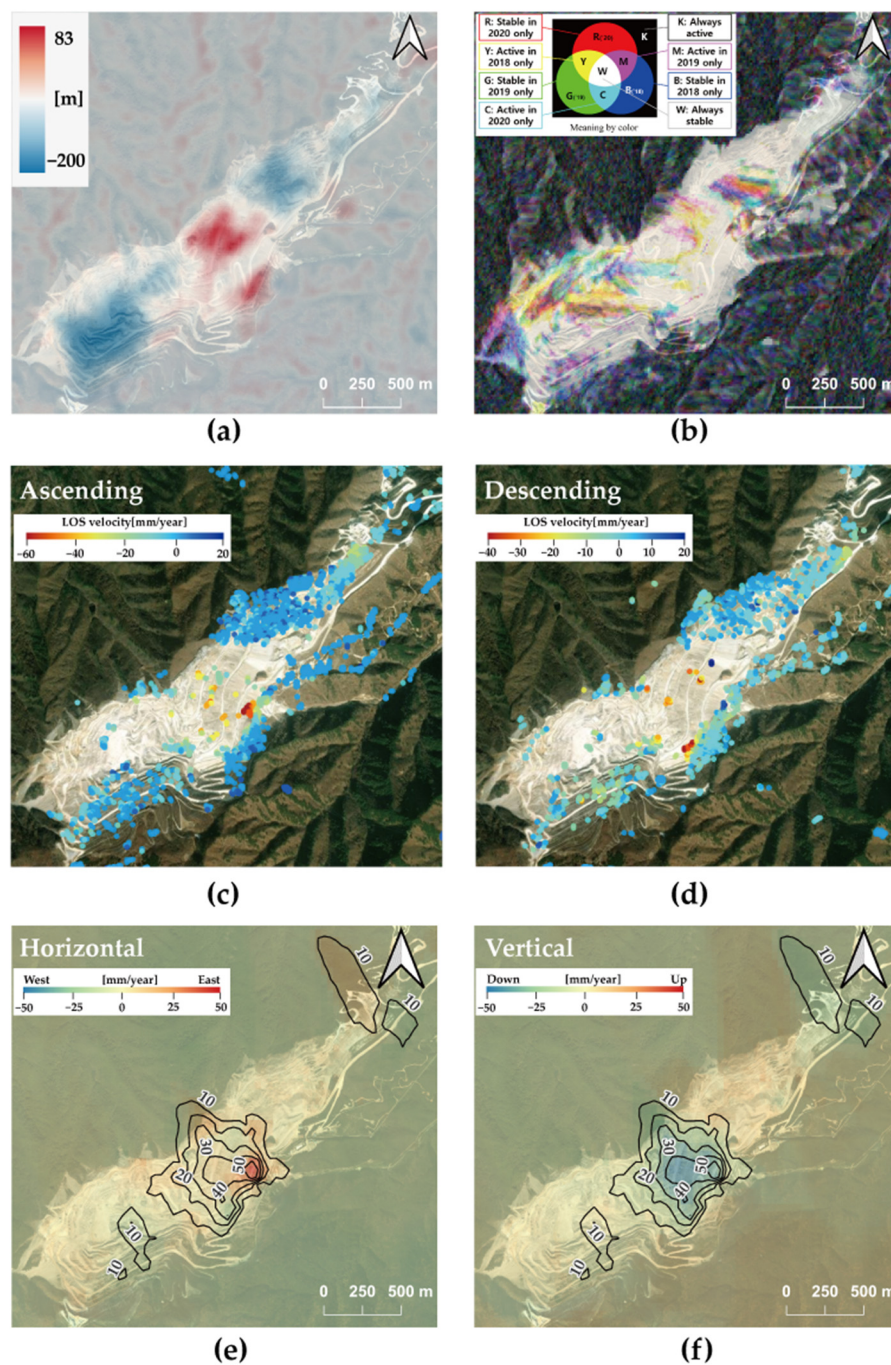 83
[m]
−200
0 250 500 m
(a)
R: Stable in 2020 only
Y: Active in 2018 only
G: Stable in 2019 only
C: Active in 2020 only
R('20)
K
Y
M
W
G('19)
C
B('18)
Meaning by color
K: Always active
M: Active in 2019 only
B: Stable in 2018 only
W: Always stable
0 250 500 m
(b)
Ascending
LOS velocity[mm/year]
−60 −40 −20 0 20
(c)
Descending
LOS velocity[mm/year]
−40 −30 −20 -10 0 10 20
(d)
Horizontal
West [mm/year] East
−50 −25 0 25 50
10
10
10
30
50
20
40
10
10
0 250 500 m
(e)
Vertical
Down [mm/year] Up
−50 −25 0 25 50
10
10
10
30
50
20
40
10
10
0 250 500 m
(f)